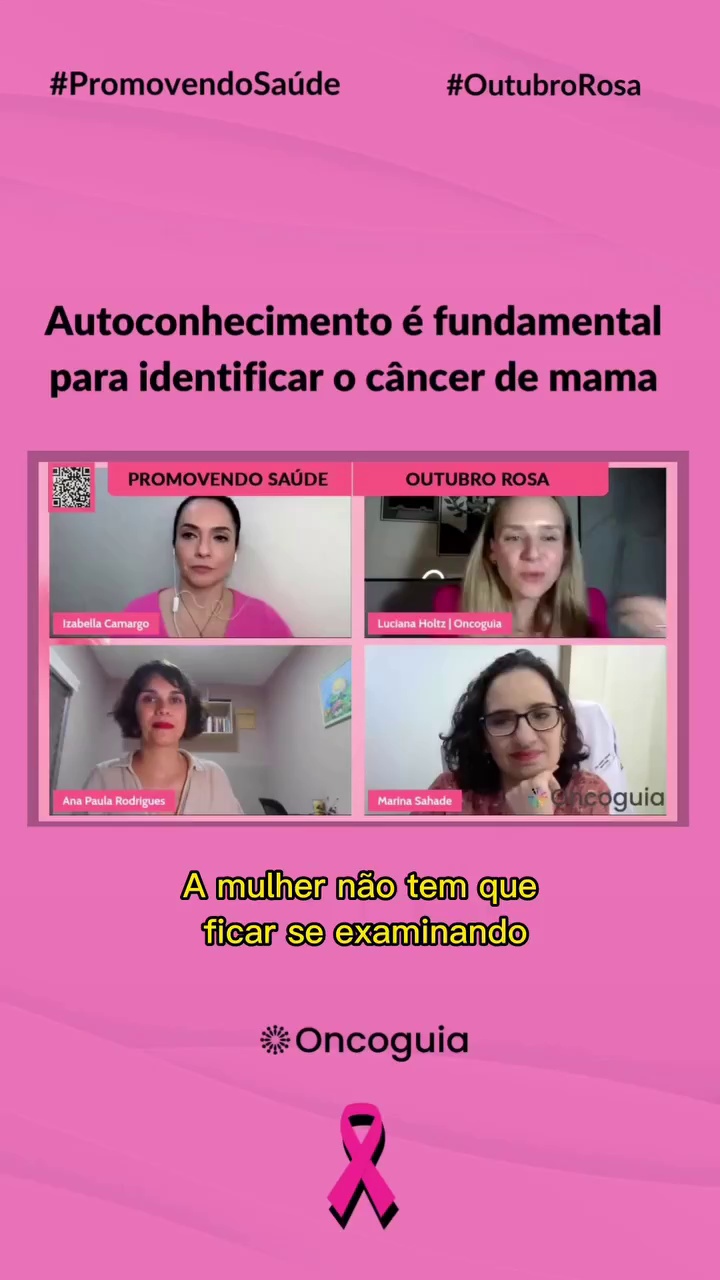 #PromovendoSaúde
#OutubroRosa
Autoconhecimento é fundamental
para identificar o câncer de mama
PROMOVENDO SAÚDE
OUTUBRO ROSA
Izabella Camargo
Luciana Holtz | Oncoguia
Ana Paula Rodrigues
Marina Sahade
Oncoguia
A mulher não tem que
ficar se examinando
Oncoguia